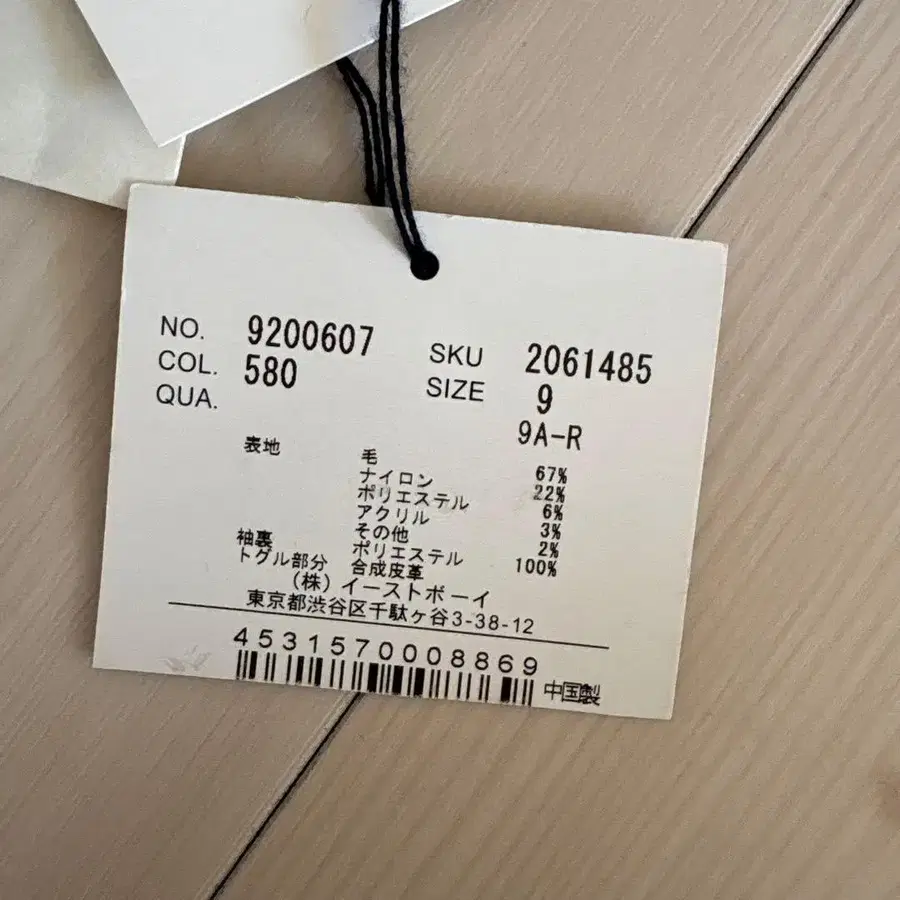 NO. 9200607 SKU 2061485
COL. 580 SIZE 9
QUA. 9A-R
表地 毛 67%
ナイロン 22%
ポリエステル 6%
アクリル 3%
その他 2%
袖裏 ポリエステル 100%
トグル部分 合成皮革
(株) イーストボーイ
東京都渋谷区千駄ヶ谷3-38-12
4531570008869
中国製